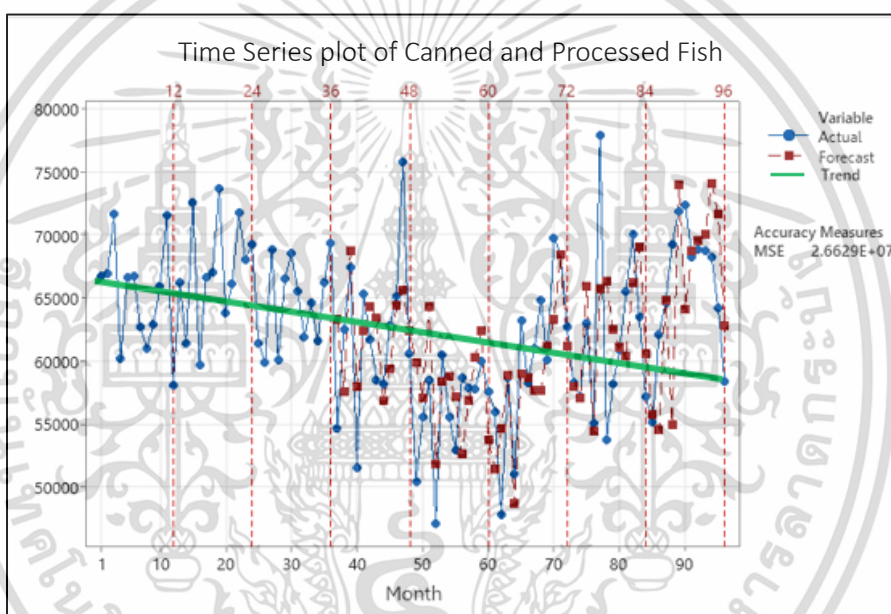 Time Series plot of Canned and Processed Fish
12 24 36 48 60 72 84 96
80000
75000
70000
65000
60000
55000
50000
1 10 20 30 40 50 60 70 80 90
Month
Variable
Actual
Forecast
Trend
Accuracy Measures
MSE 2.6629E+07